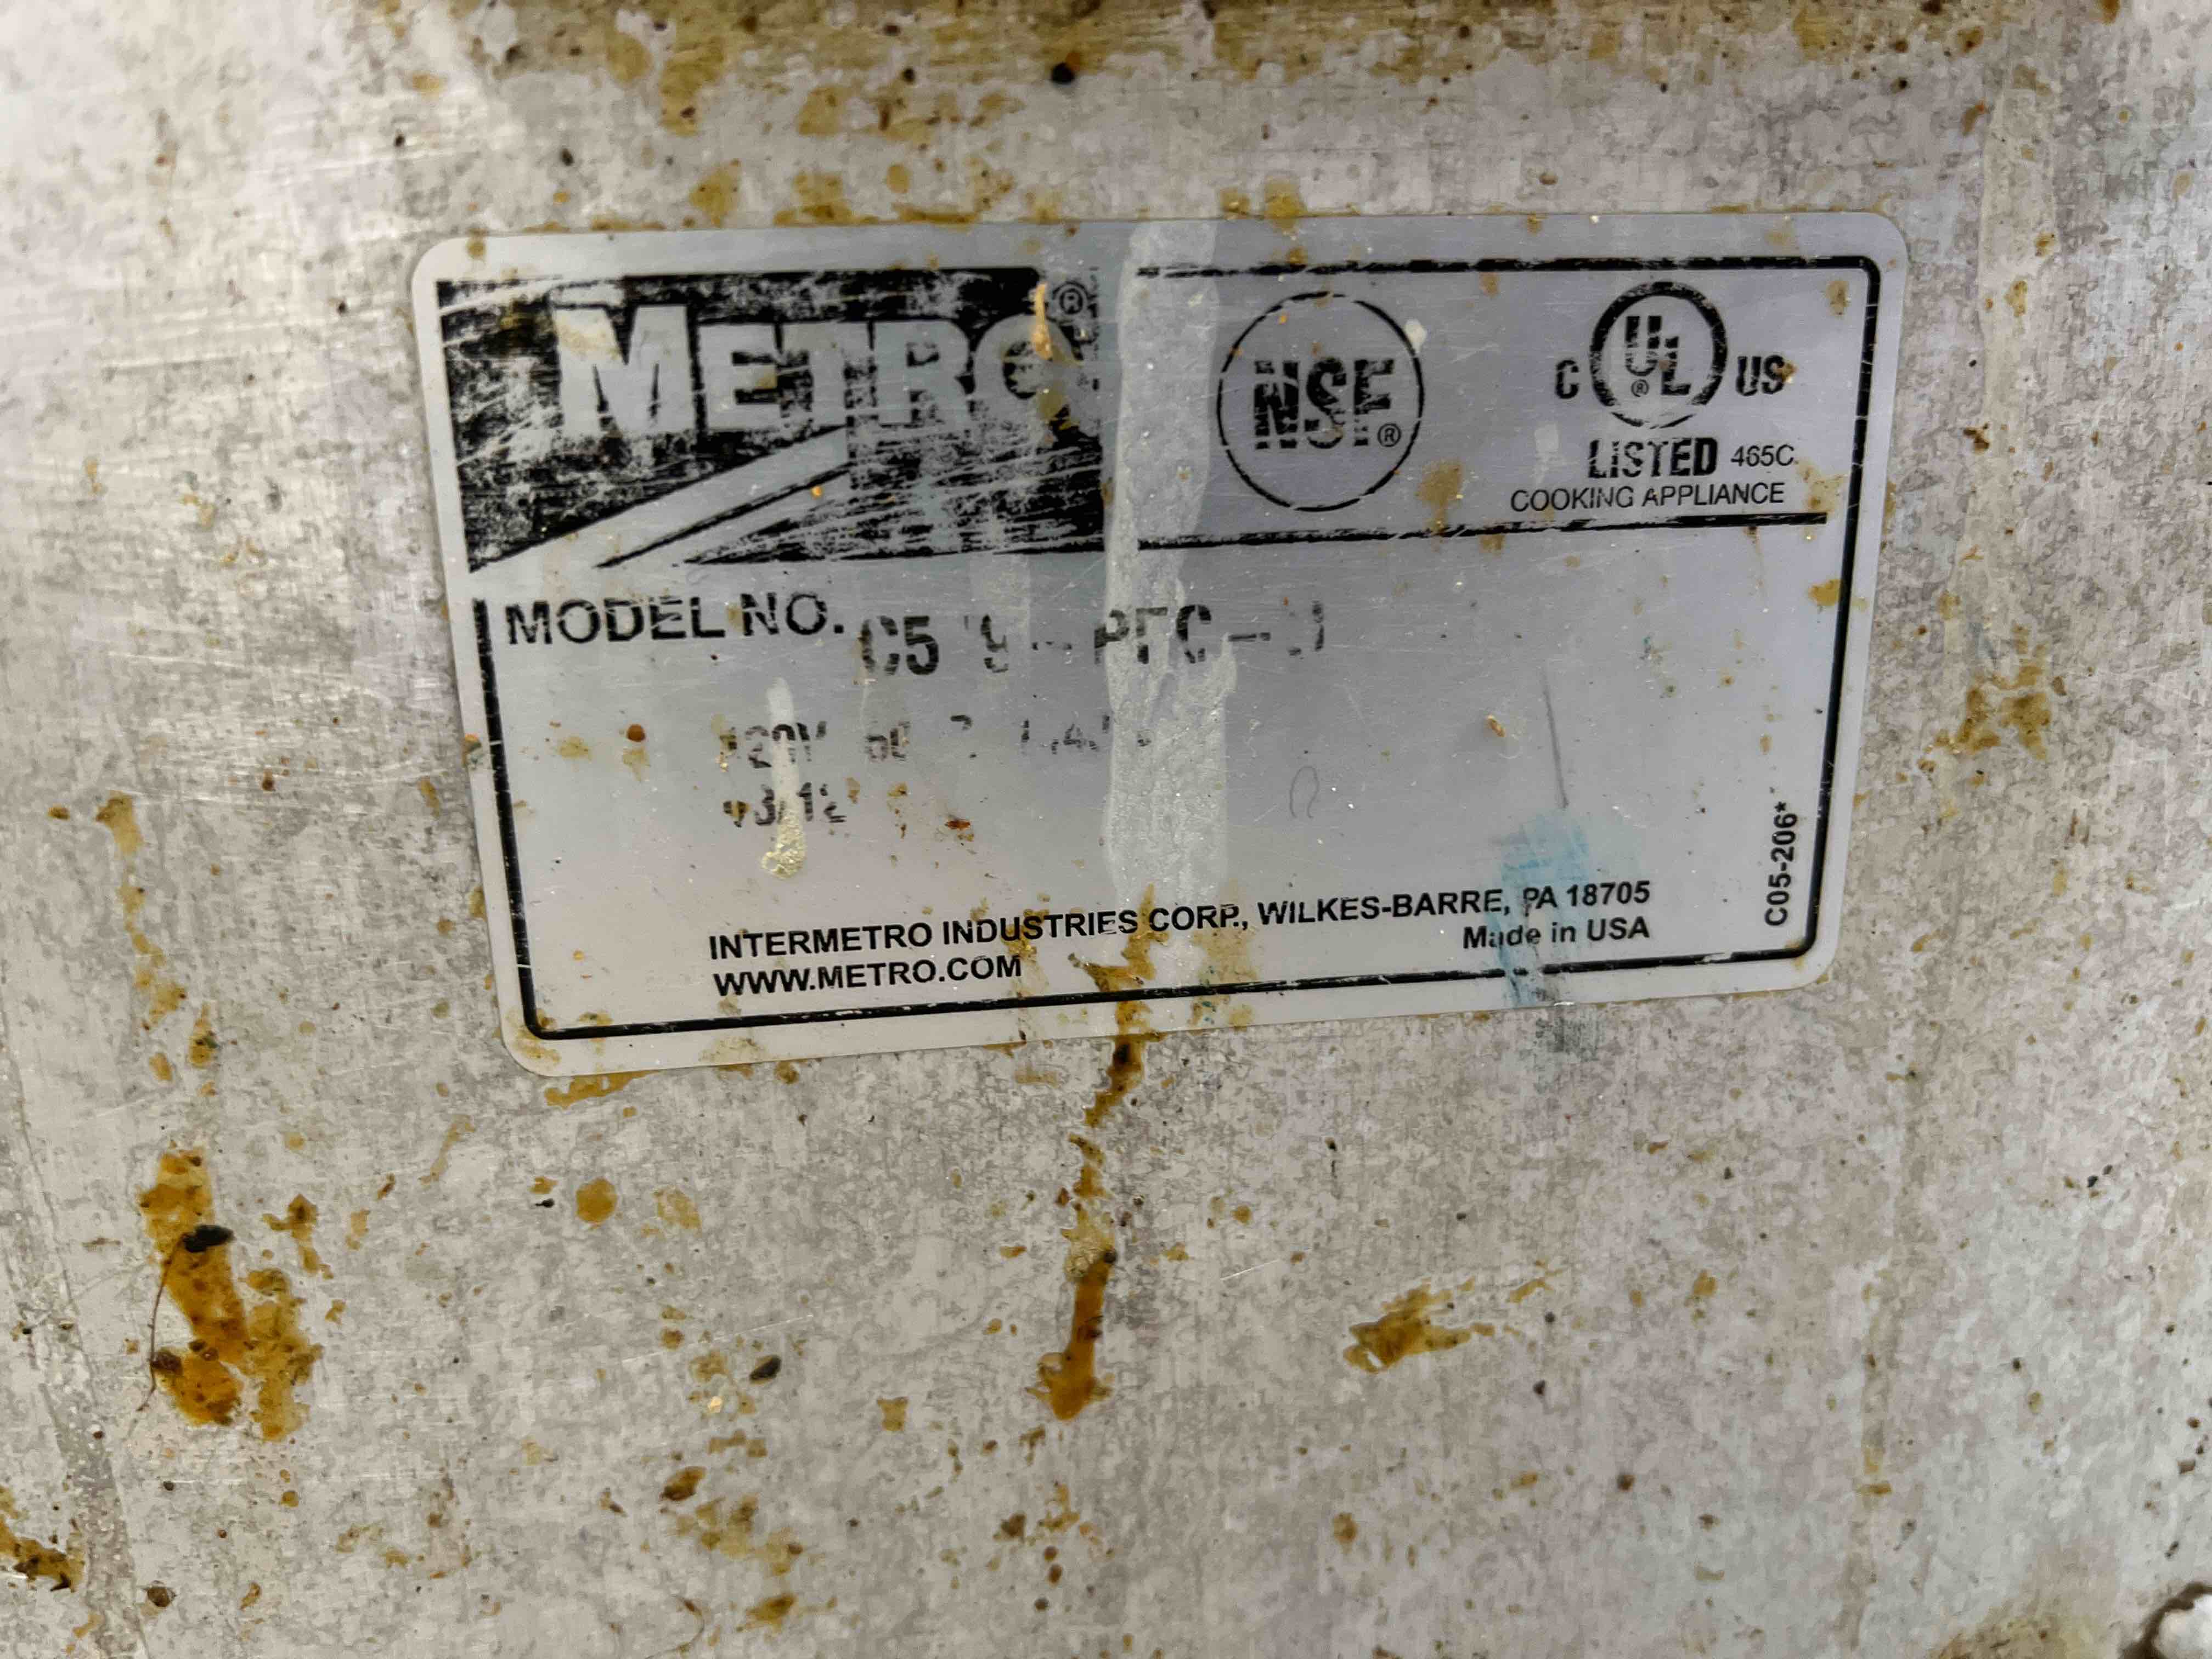 METRO®
NSF®
C UL® US
LISTED 465C
COOKING APPLIANCE
MODEL NO.
C05-206*
INTERMETRO INDUSTRIES CORP., WILKES-BARRE, PA 18705
Made in USA
WWW.METRO.COM